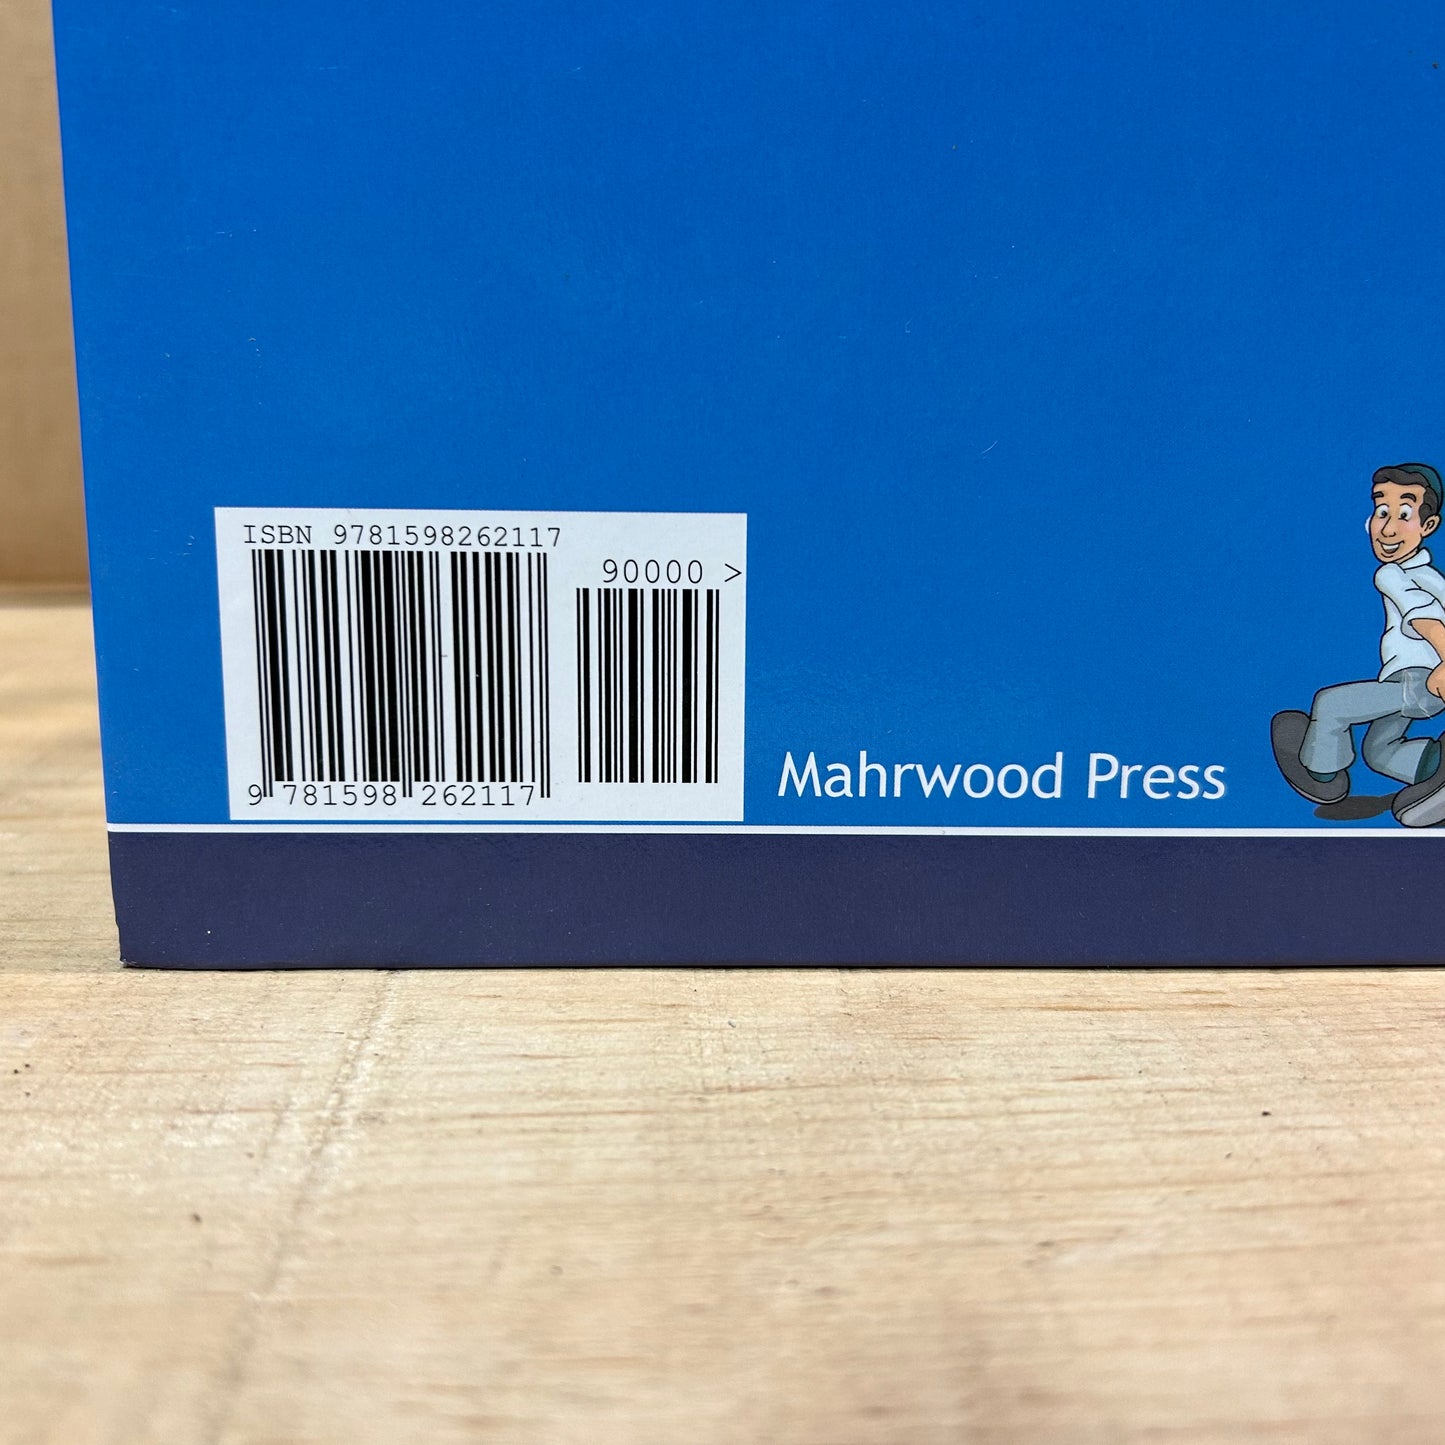 ISBN 9781598262117
90000 >
9 781598 262117
Mahrwood Press